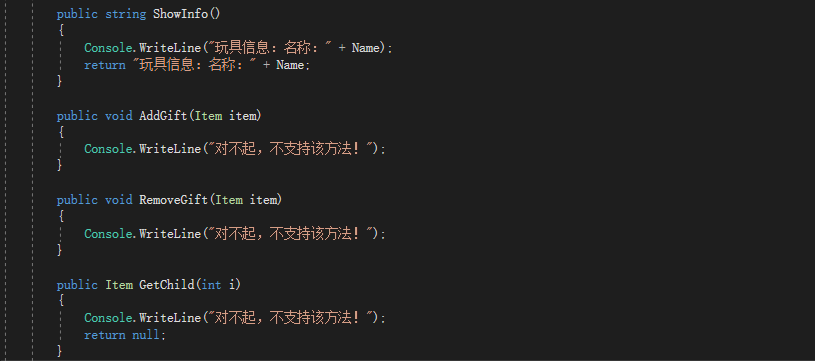 public string ShowInfo()
{
Console.WriteLine("玩具信息：名称：" + Name);
return "玩具信息：名称：" + Name;
}
public void AddGift(Item item)
{
Console.WriteLine("对不起，不支持该方法！");
}
public void RemoveGift(Item item)
{
Console.WriteLine("对不起，不支持该方法！");
}
public Item GetChild(int i)
{
Console.WriteLine("对不起，不支持该方法！");
return null;
}